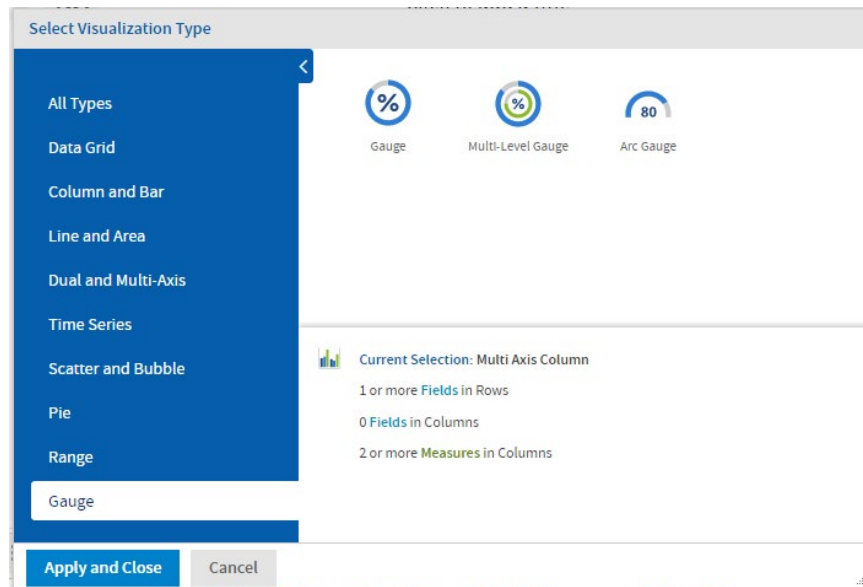 Select Visualization Type
All Types
Data Grid
Column and Bar
Line and Area
Dual and Multi-Axis
Time Series
Scatter and Bubble
Pie
Range
Gauge
%
%
80
Gauge
Multi-Level Gauge
Arc Gauge
Current Selection: Multi Axis Column
1 or more Fields in Rows
0 Fields in Columns
2 or more Measures in Columns
Apply and Close
Cancel